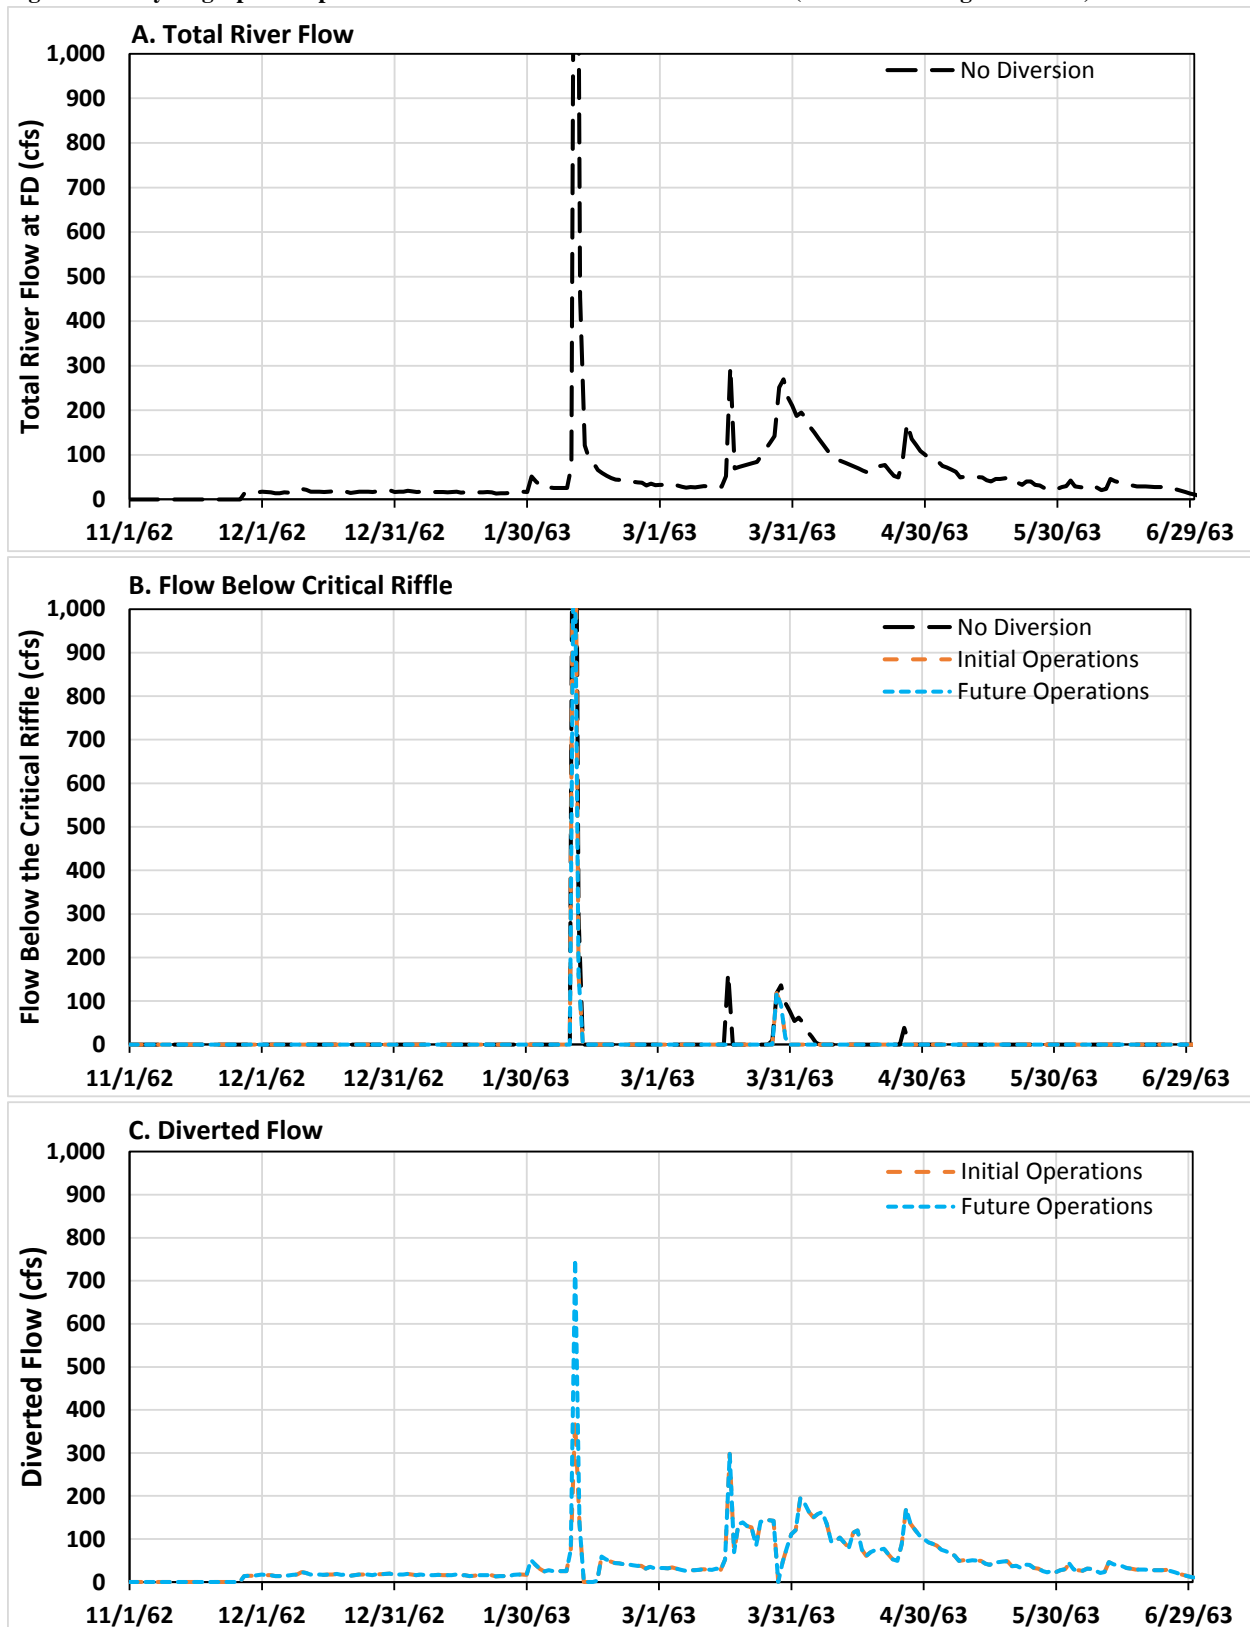 A. Total River Flow
1,000
900
800
700
600
500
400
300
200
100
0
Total River Flow at FD (cfs)
No Diversion
11/1/62 12/1/62 12/31/62 1/30/63 3/1/63 3/31/63 4/30/63 5/30/63 6/29/63
B. Flow Below Critical Riffle
1,000
900
800
700
600
500
400
300
200
100
0
Flow Below the Critical Riffle (cfs)
No Diversion
Initial Operations
Future Operations
11/1/62 12/1/62 12/31/62 1/30/63 3/1/63 3/31/63 4/30/63 5/30/63 6/29/63
C. Diverted Flow
1,000
900
800
700
600
500
400
300
200
100
0
Diverted Flow (cfs)
Initial Operations
Future Operations
11/1/62 12/1/62 12/31/62 1/30/63 3/1/63 3/31/63 4/30/63 5/30/63 6/29/63